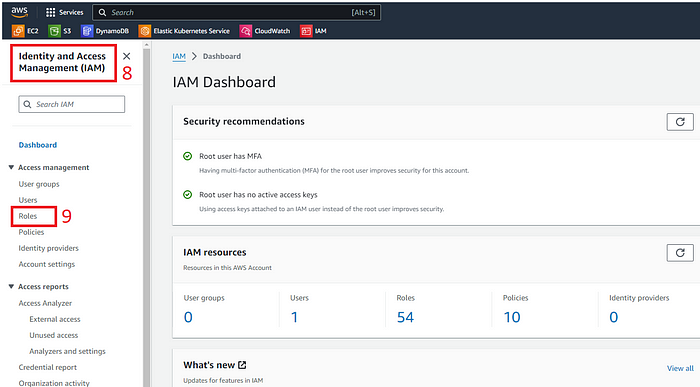 aws
Services
Search
[Alt+S]
EC2
S3
DynamoDB
Elastic Kubernetes Service
CloudWatch
IAM
Identity and Access
Management (IAM)
8
Search IAM
Dashboard
Access management
User groups
Users
Roles
9
Policies
Identity providers
Account settings
Access reports
Access Analyzer
External access
Unused access
Analyzers and settings
Credential report
Organization activity
IAM > Dashboard
IAM Dashboard
Security recommendations
Root user has MFA
Having multi-factor authentication (MFA) for the root user improves security for this account.
Root user has no active access keys
Using access keys attached to an IAM user instead of the root user improves security.
IAM resources
Resources in this AWS Account
User groups
0
Users
1
Roles
54
Policies
10
Identity providers
0
What's new
View all
Updates for features in IAM